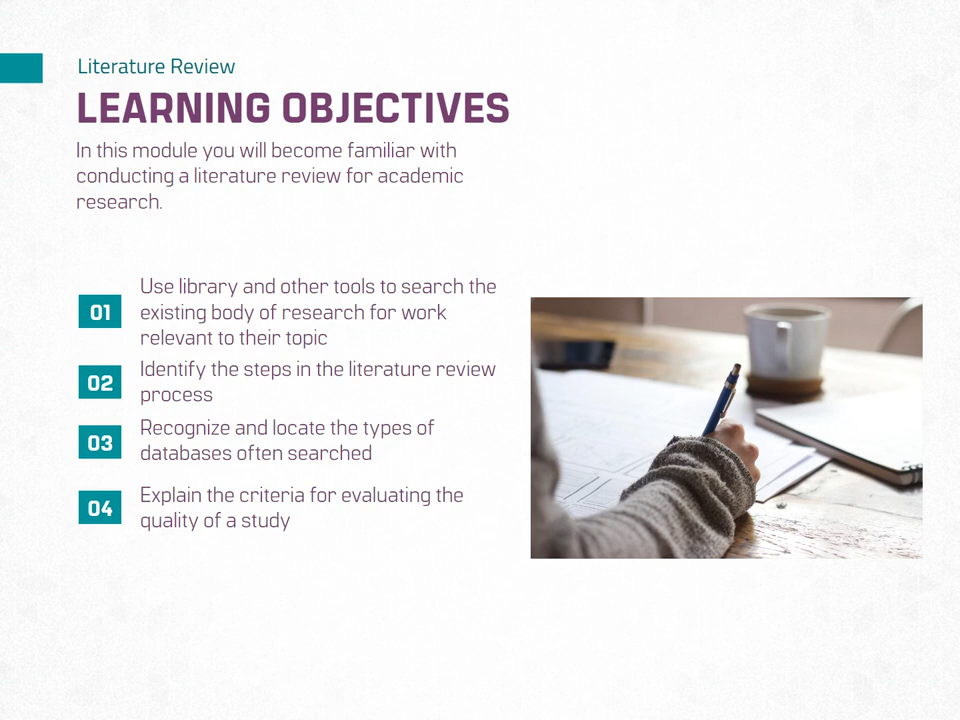 Literature Review
LEARNING OBJECTIVES
In this module you will become familiar with
conducting a literature review for academic
research.
01
Use library and other tools to search the
existing body of research for work
relevant to their topic
02
Identify the steps in the literature review
process
03
Recognize and locate the types of
databases often searched
04
Explain the criteria for evaluating the
quality of a study